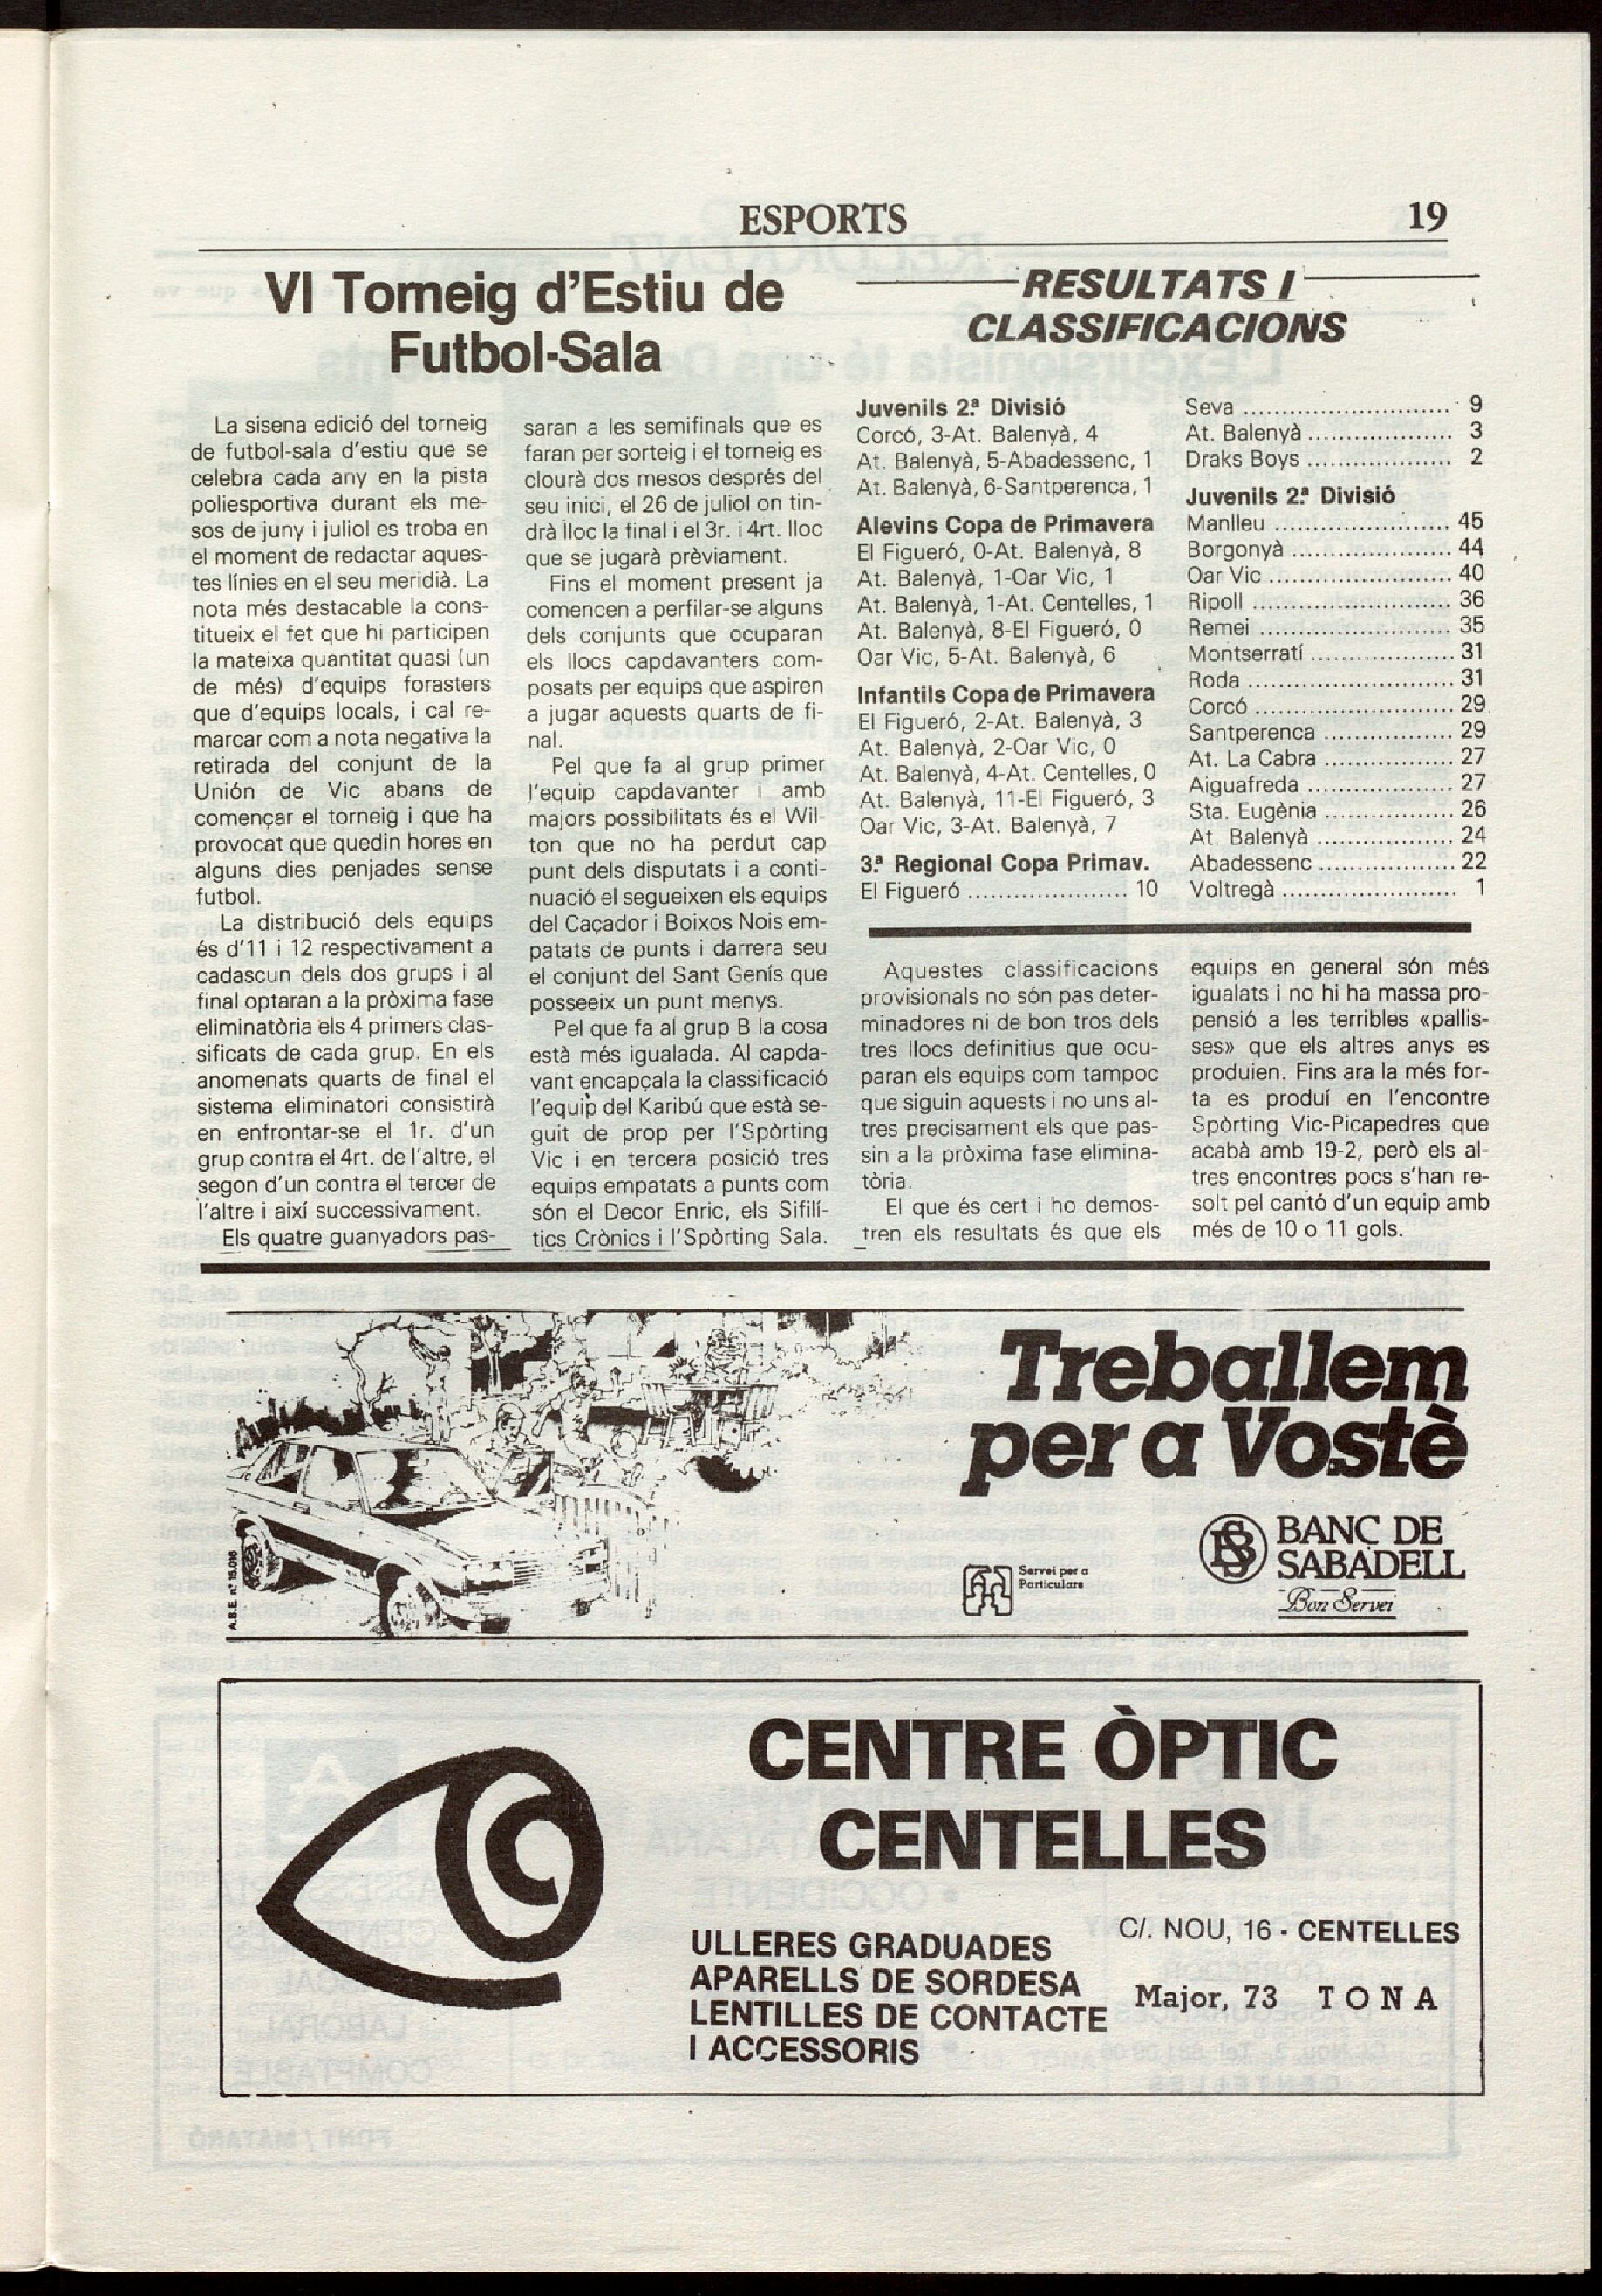 ESPORTS
19
VI Torneig d'Estiu de
Futbol-Sala
La sisena edició del torneig
de futbol-sala d'estiu que se
celebra cada any en la pista
poliesportiva durant els me-
sos de juny i juliol es troba en
el moment de redactar aques-
tes línies en el seu meridià. La
nota més destacable la cons-
titueix el fet que hi participen
la mateixa quantitat quasi (un
de més) d'equips forasters
que d'equips locals, i cal re-
marcar com a nota negativa la
retirada del conjunt de la
Unión de Vic abans de
començar el torneig i que ha
provocat que quedin hores en
alguns dies penjades sense
futbol.
La distribució dels equips
és d'11 i 12 respectivament a
cadascun dels dos grups i al
final optaran a la pròxima fase
eliminatòria els 4 primers clas-
sificats de cada grup. En els
anomenats quarts de final el
sistema eliminatori consistirà
en enfrontar-se el 1r. d'un
grup contra el 4rt. de l'altre, el
segon d'un contra el tercer de
l'altre i així successivament.
Els quatre guanyadors pas-
saran a les semifinals que es
faran per sorteig i el torneig es
clourà dos mesos després del
seu inici, el 26 de juliol on tin-
drà lloc la final i el 3r. i 4rt. lloc
que se jugarà prèviament.
Fins el moment present ja
comencen a perfilar-se alguns
dels conjunts que ocuparan
els llocs capdavanters com-
posats per equips que aspiren
a jugar aquests quarts de fi-
nal.
Pel que fa al grup primer
l'equip capdavanter i amb
majors possibilitats és el Wil-
ton que no ha perdut cap
punt dels disputats i a conti-
nuació el segueixen els equips
del Caçador i Boixos Nois em-
patats de punts i darrera seu
el conjunt del Sant Genís que
posseeix un punt menys.
Pel que fa al grup B la cosa
està més igualada. Al capda-
vant encapçala la classificació
l'equip del Karibú que està se-
guit de prop per l'Spòrting
Vic i en tercera posició tres
equips empatats a punts com
són el Decor Enric, els Sifilí-
tics Crònics i l'Spòrting Sala.
RESULTATS I
CLASSIFICACIONS
Juvenils 2.ª Divisió
Corcó, 3-At. Balenyà, 4
At. Balenyà, 5-Abadessenc, 1
At. Balenyà, 6-Santperenca, 1
Alevins Copa de Primavera
El Figueró, 0-At. Balenyà, 8
At. Balenyà, 1-Oar Vic, 1
At. Balenyà, 1-At. Centelles, 1
At. Balenyà, 8-El Figueró, 0
Oar Vic, 5-At. Balenyà, 6
Infantils Copa de Primavera
El Figueró, 2-At. Balenyà, 3
At. Balenyà, 2-Oar Vic, 0
At. Balenyà, 4-At. Centelles, 0
At. Balenyà, 11-El Figueró, 3
Oar Vic, 3-At. Balenyà, 7
3.ª Regional Copa Primav.
El Figueró ..................... 10
Seva ........................... 9
At. Balenyà ................... 3
Draks Boys ................... 2
Juvenils 2.ª Divisió
Manlleu ....................... 45
Borgonyà ..................... 44
Oar Vic ........................ 40
Ripoll .......................... 36
Remei ......................... 35
Montserratí ................... 31
Roda ........................... 31
Corcó .......................... 29
Santperenca ................. 29
At. La Cabra ................. 27
Aiguafreda ................... 27
Sta. Eugènia ................. 26
At. Balenyà .................. 24
Abadessenc .................. 22
Voltregà ....................... 1
Aquestes classificacions
provisionals no són pas deter-
minadores ni de bon tros dels
tres llocs definitius que ocu-
paran els equips com tampoc
que siguin aquests i no uns al-
tres precisament els que pas-
sin a la pròxima fase elimina-
tòria.
El que és cert i ho demos-
tren els resultats és que els
equips en general són més
igualats i no hi ha massa pro-
pensió a les terribles «pallis-
ses» que els altres anys es
produien. Fins ara la més for-
ta es produí en l'encontre
Spòrting Vic-Picapedres que
acabà amb 19-2, però els al-
tres encontres pocs s'han re-
solt pel cantó d'un equip amb
més de 10 o 11 gols.
Treballem
per a Vostè
A.B.E. n.º 15.016
Servei per a
Particulars
BANC DE
SABADELL
Bon Servei
CENTRE ÒPTIC
CENTELLES
ULLERES GRADUADES
APARELLS DE SORDESA
LENTILLES DE CONTACTE
I ACCESSORIS
C/. NOU, 16 - CENTELLES
Major, 73 TONA